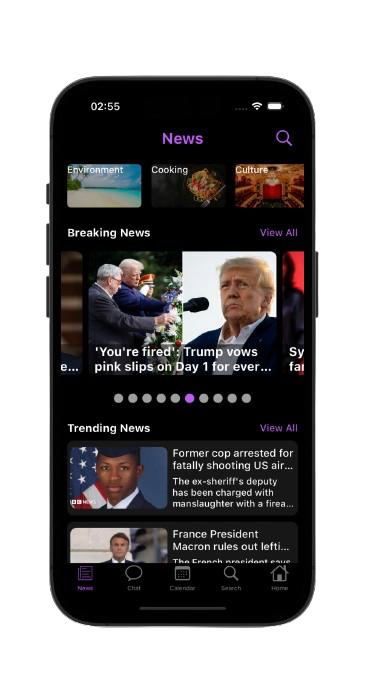 02:55
News
Environment
Cooking
Culture
Breaking News
View All
e...
'You're fired': Trump vows
pink slips on Day 1 for ever...
Sy
fai
Trending News
View All
Former cop arrested for
fatally shooting US air...
The ex-sheriff's deputy
has been charged with
manslaughter with a firea...
NEWS
France President
Macron rules out lefti...
The French president says
News
Chat
Calendar
Search
Home